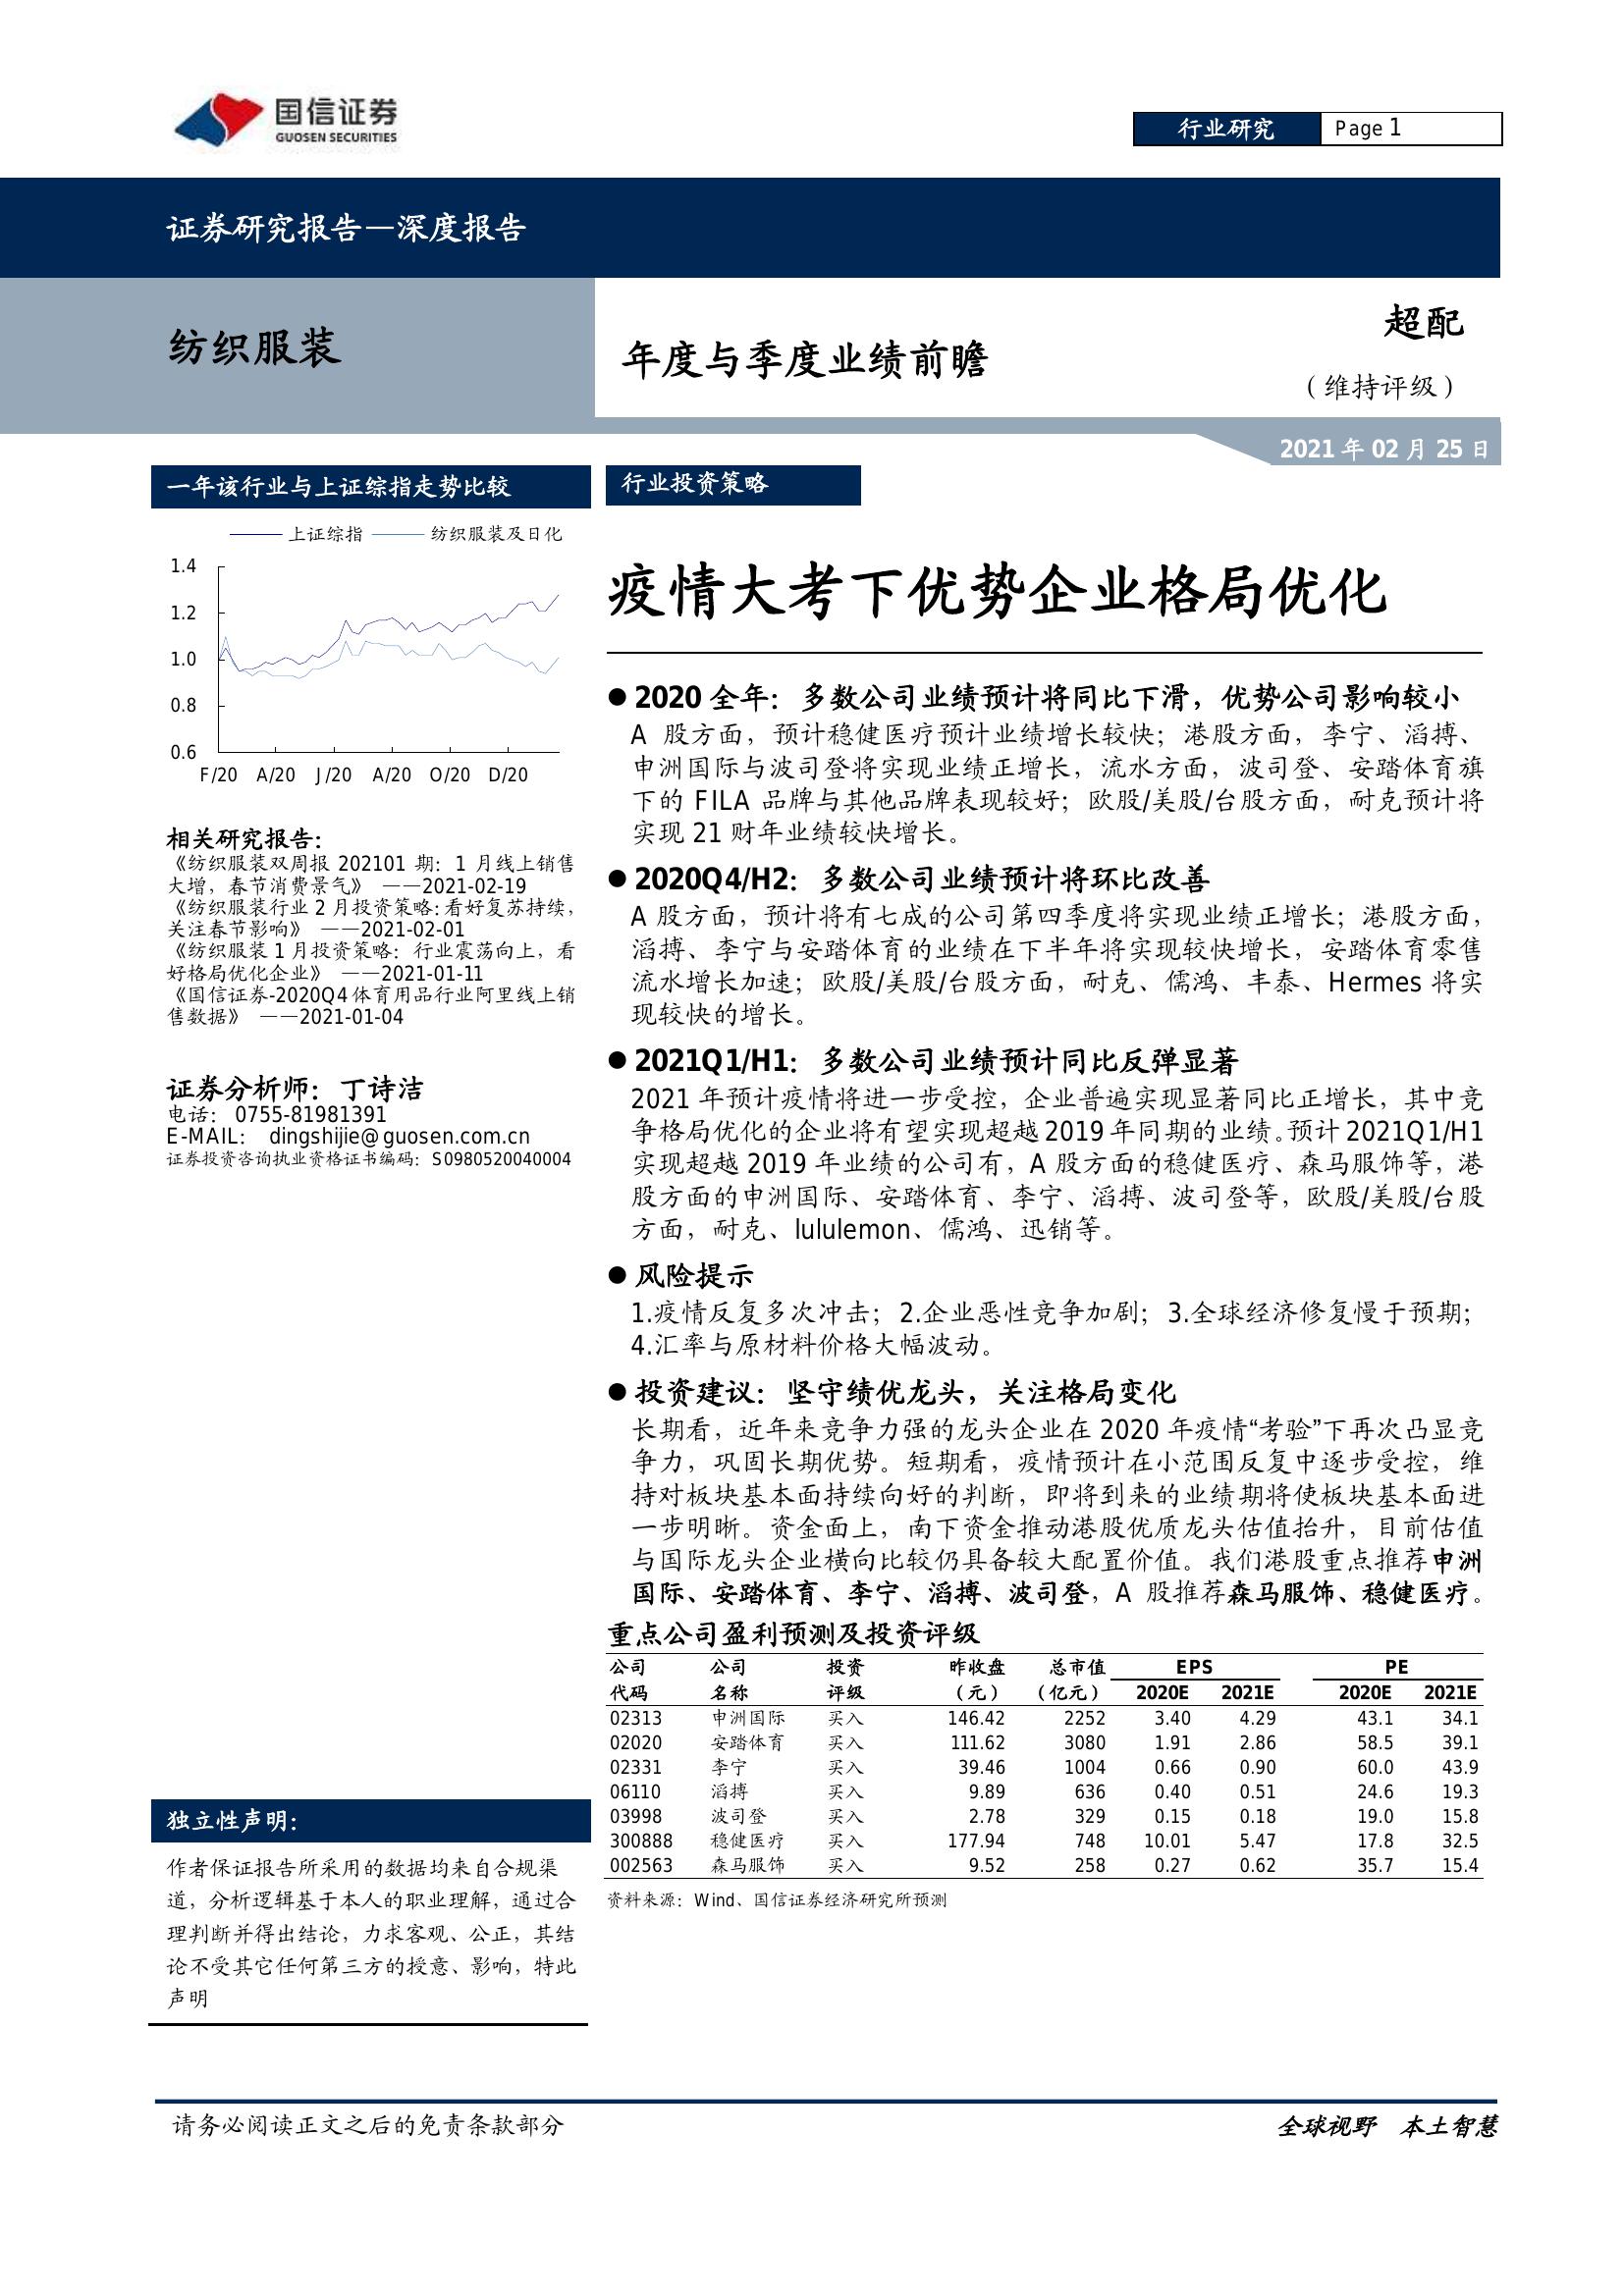 国信证券
GUOSEN SECURITIES
行业研究
Page 1
证券研究报告—深度报告
纺织服装
年度与季度业绩前瞻
超配
（维持评级）
2021 年 02 月 25 日
一年该行业与上证综指走势比较
上证综指 纺织服装及日化
1.4
1.2
1.0
0.8
0.6
F/20 A/20 J/20 A/20 O/20 D/20
相关研究报告：
《纺织服装双周报 202101 期：1 月线上销售
大增，春节消费景气》 ——2021-02-19
《纺织服装行业 2 月投资策略：看好复苏持续，
关注春节影响》 ——2021-02-01
《纺织服装 1 月投资策略：行业震荡向上，看
好格局优化企业》 ——2021-01-11
《国信证券-2020Q4 体育用品行业阿里线上销
售数据》 ——2021-01-04
证券分析师：丁诗洁
电话： 0755-81981391
E-MAIL： dingshijie@guosen.com.cn
证券投资咨询执业资格证书编码：S0980520040004
独立性声明：
作者保证报告所采用的数据均来自合规渠
道，分析逻辑基于本人的职业理解，通过合
理判断并得出结论，力求客观、公正，其结
论不受其它任何第三方的授意、影响，特此
声明
行业投资策略
疫情大考下优势企业格局优化
● 2020 全年：多数公司业绩预计将同比下滑，优势公司影响较小
A 股方面，预计稳健医疗预计业绩增长较快；港股方面，李宁、滔搏、
申洲国际与波司登将实现业绩正增长，流水方面，波司登、安踏体育旗
下的 FILA 品牌与其他品牌表现较好；欧股/美股/台股方面，耐克预计将
实现 21 财年业绩较快增长。
● 2020Q4/H2：多数公司业绩预计将环比改善
A 股方面，预计将有七成的公司第四季度将实现业绩正增长；港股方面，
滔搏、李宁与安踏体育的业绩在下半年将实现较快增长，安踏体育零售
流水增长加速；欧股/美股/台股方面，耐克、儒鸿、丰泰、Hermes 将实
现较快的增长。
● 2021Q1/H1：多数公司业绩预计同比反弹显著
2021 年预计疫情将进一步受控，企业普遍实现显著同比正增长，其中竞
争格局优化的企业将有望实现超越 2019 年同期的业绩。预计 2021Q1/H1
实现超越 2019 年业绩的公司有，A 股方面的稳健医疗、森马服饰等，港
股方面的申洲国际、安踏体育、李宁、滔搏、波司登等，欧股/美股/台股
方面，耐克、lululemon、儒鸿、迅销等。
● 风险提示
1.疫情反复多次冲击；2.企业恶性竞争加剧；3.全球经济修复慢于预期；
4.汇率与原材料价格大幅波动。
● 投资建议：坚守绩优龙头，关注格局变化
长期看，近年来竞争力强的龙头企业在 2020 年疫情“考验”下再次凸显竞
争力，巩固长期优势。短期看，疫情预计在小范围反复中逐步受控，维
持对板块基本面持续向好的判断，即将到来的业绩期将使板块基本面进
一步明晰。资金面上，南下资金推动港股优质龙头估值抬升，目前估值
与国际龙头企业横向比较仍具备较大配置价值。我们港股重点推荐申洲
国际、安踏体育、李宁、滔搏、波司登，A 股推荐森马服饰、稳健医疗。
重点公司盈利预测及投资评级
公司 公司 投资 昨收盘 总市值 EPS PE
代码 名称 评级 （元） （亿元） 2020E 2021E 2020E 2021E
02313 申洲国际 买入 146.42 2252 3.40 4.29 43.1 34.1
02020 安踏体育 买入 111.62 3080 1.91 2.86 58.5 39.1
02331 李宁 买入 39.46 1004 0.66 0.90 60.0 43.9
06110 滔搏 买入 9.89 636 0.40 0.51 24.6 19.3
03998 波司登 买入 2.78 329 0.15 0.18 19.0 15.8
300888 稳健医疗 买入 177.94 748 10.01 5.47 17.8 32.5
002563 森马服饰 买入 9.52 258 0.27 0.62 35.7 15.4
资料来源：Wind、国信证券经济研究所预测
请务必阅读正文之后的免责条款部分
全球视野 本土智慧